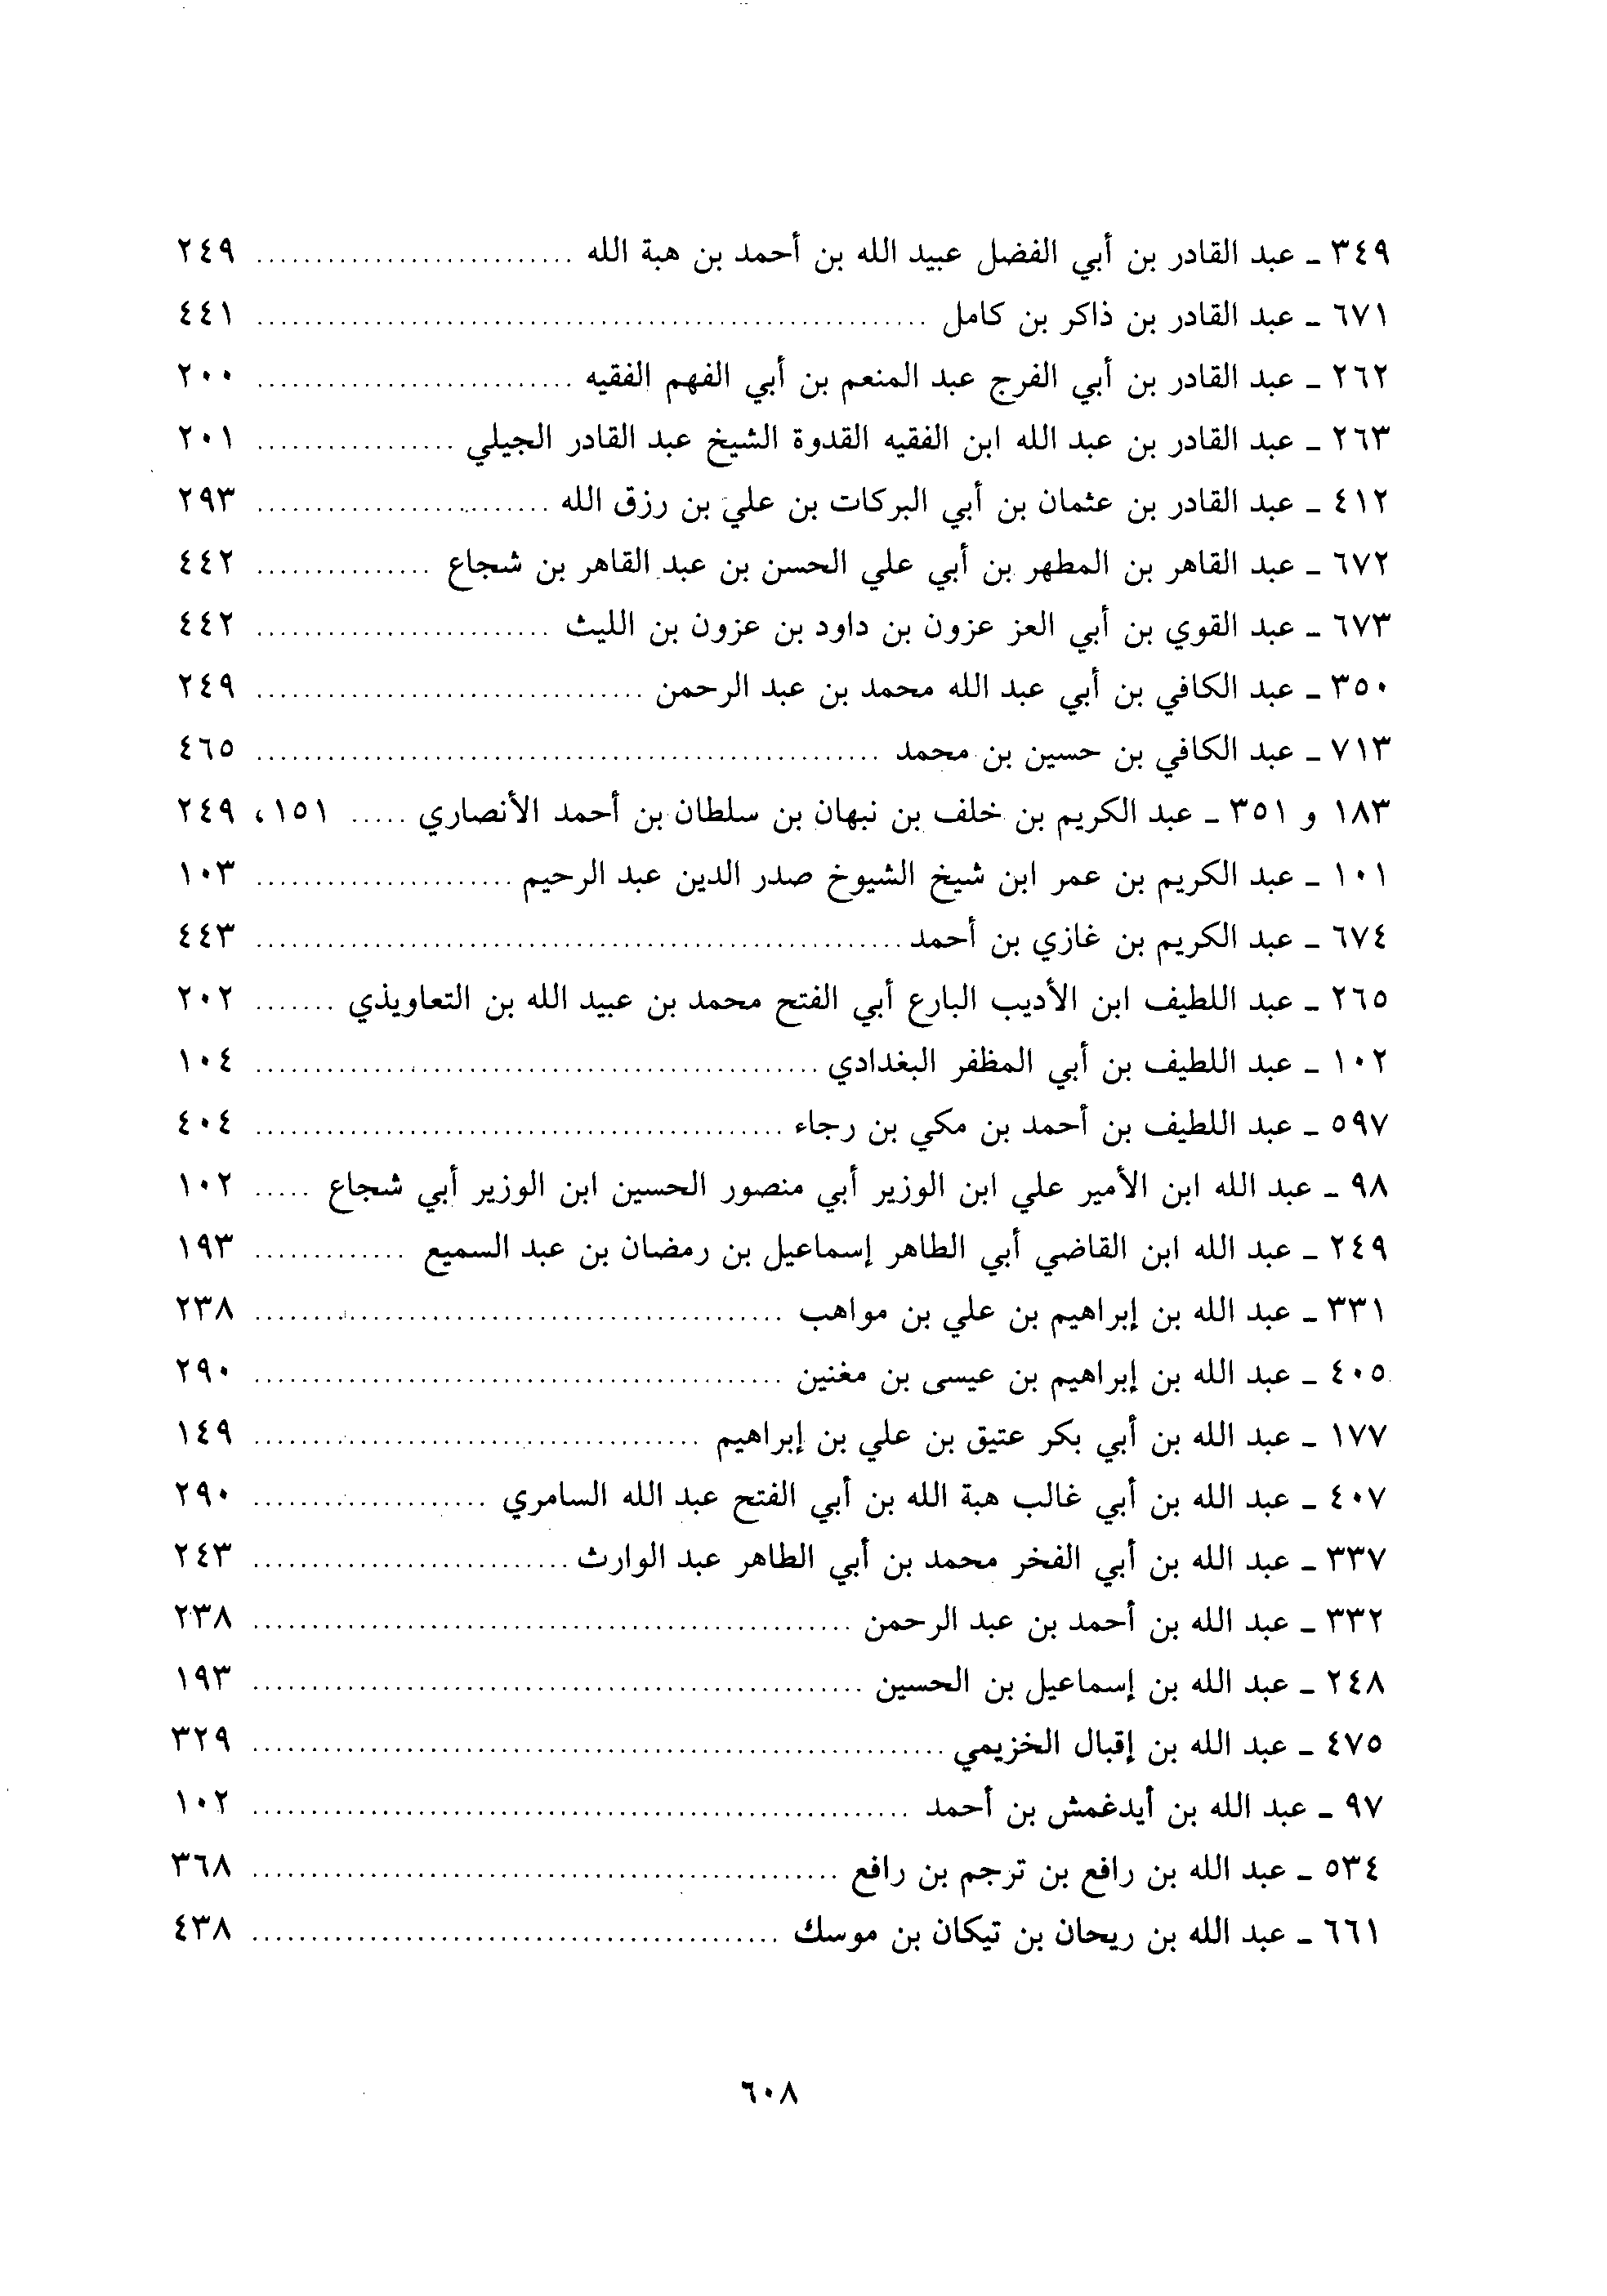 ٣٤٩ ـ عبد القادر بن أبي الفضل عبيد الله بن أحمد بن هبة الله ........................... ٢٤٩
٦٧١ ـ عبد القادر بن ذاكر بن كامل ......................................................... ٤٤١
٢٦٢ ـ عبد القادر بن أبي الفرج عبد المنعم بن أبي الفهم الفقيه ........................... ٢٠٠
٢٦٣ ـ عبد القادر بن عبد الله ابن الفقيه القدوة الشيخ عبد القادر الجيلي ................. ٢٠١
٤١٢ ـ عبد القادر بن عثمان بن أبي البركات بن علي بن رزق الله ......................... ٢٩٣
٦٧٢ ـ عبد القاهر بن المطهر بن أبي علي الحسن بن عبد القاهر بن شجاع ............... ٤٤٢
٦٧٣ ـ عبد القوي بن أبي العز عزون بن داود بن عزون بن الليث ......................... ٤٤٢
٣٥٠ ـ عبد الكافي بن أبي عبد الله محمد بن عبد الرحمن ................................. ٢٤٩
٧١٣ ـ عبد الكافي بن حسين بن محمد ..................................................... ٤٦٥
١٨٣ و ٣٥١ ـ عبد الكريم بن خلف بن نبهان بن سلطان بن أحمد الأنصاري ..... ١٥١، ٢٤٩
١٠١ ـ عبد الكريم بن عمر ابن شيخ الشيوخ صدر الدين عبد الرحيم ...................... ١٠٣
٦٧٤ ـ عبد الكريم بن غازي بن أحمد ....................................................... ٤٤٣
٢٦٥ ـ عبد اللطيف ابن الأديب البارع أبي الفتح محمد بن عبيد الله بن التعاويذي ....... ٢٠٢
١٠٢ ـ عبد اللطيف بن أبي المظفر البغدادي ................................................ ١٠٤
٥٩٧ ـ عبد اللطيف بن أحمد بن مكي بن رجاء ............................................. ٤٠٤
٩٨ ـ عبد الله ابن الأمير علي ابن الوزير أبي منصور الحسين ابن الوزير أبي شجاع ..... ١٠٢
٢٤٩ ـ عبد الله ابن القاضي أبي الطاهر إسماعيل بن رمضان بن عبد السميع ............. ١٩٣
٣٣١ ـ عبد الله بن إبراهيم بن علي بن مواهب ............................................. ٢٣٨
٤٠٥ ـ عبد الله بن إبراهيم بن عيسى بن مغنين ............................................. ٢٩٠
١٧٧ ـ عبد الله بن أبي بكر عتيق بن علي بن إبراهيم ...................................... ١٤٩
٤٠٧ ـ عبد الله بن أبي غالب هبة الله بن أبي الفتح عبد الله السامري .................... ٢٩٠
٣٣٧ ـ عبد الله بن أبي الفخر محمد بن أبي الطاهر عبد الوارث ........................... ٢٤٣
٣٣٢ ـ عبد الله بن أحمد بن عبد الرحمن ................................................... ٢٣٨
٢٤٨ ـ عبد الله بن إسماعيل بن الحسين .................................................... ١٩٣
٤٧٥ ـ عبد الله بن إقبال الخزيمي ........................................................... ٣٢٩
٩٧ ـ عبد الله بن أيدغمش بن أحمد ........................................................ ١٠٢
٥٣٤ ـ عبد الله بن رافع بن ترجم بن رافع .................................................. ٣٦٨
٦٦١ ـ عبد الله بن ريحان بن تيكان بن موسك ............................................. ٤٣٨
٦٠٨